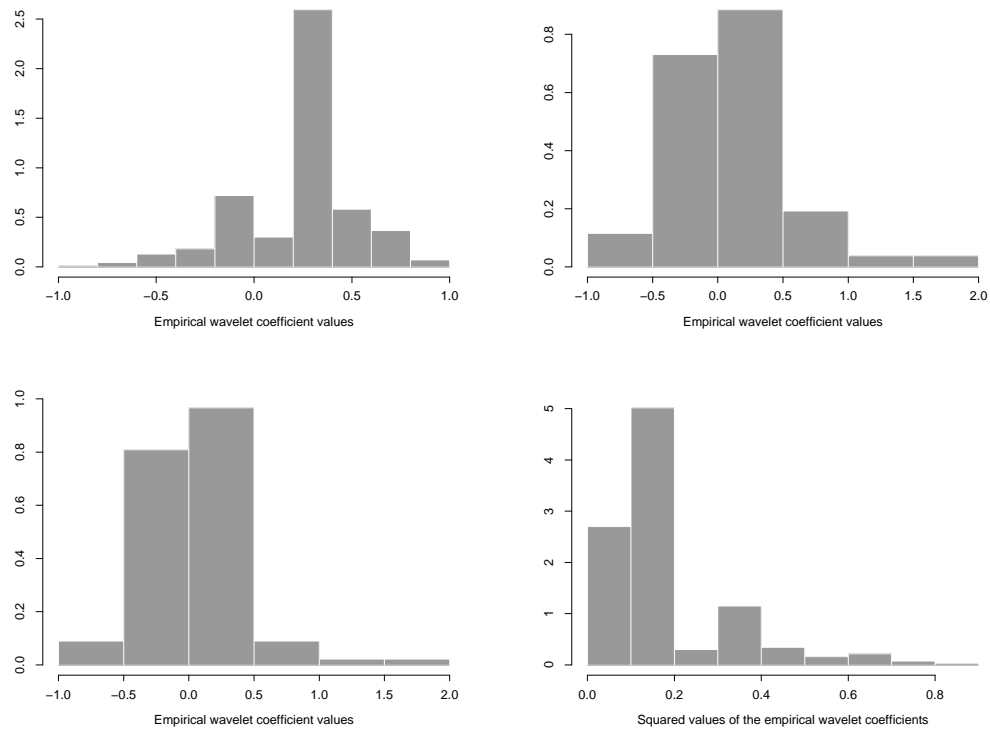 0.0 0.5 1.0 1.5 2.0 2.5
−1.0 −0.5 0.0 0.5 1.0
Empirical wavelet coefficient values
0.0 0.2 0.4 0.6 0.8
−1.0 −0.5 0.0 0.5 1.0 1.5 2.0
Empirical wavelet coefficient values
0.0 0.2 0.4 0.6 0.8 1.0
−1.0 −0.5 0.0 0.5 1.0 1.5 2.0
Empirical wavelet coefficient values
0 1 2 3 4 5
0.0 0.2 0.4 0.6 0.8
Squared values of the empirical wavelet coefficients